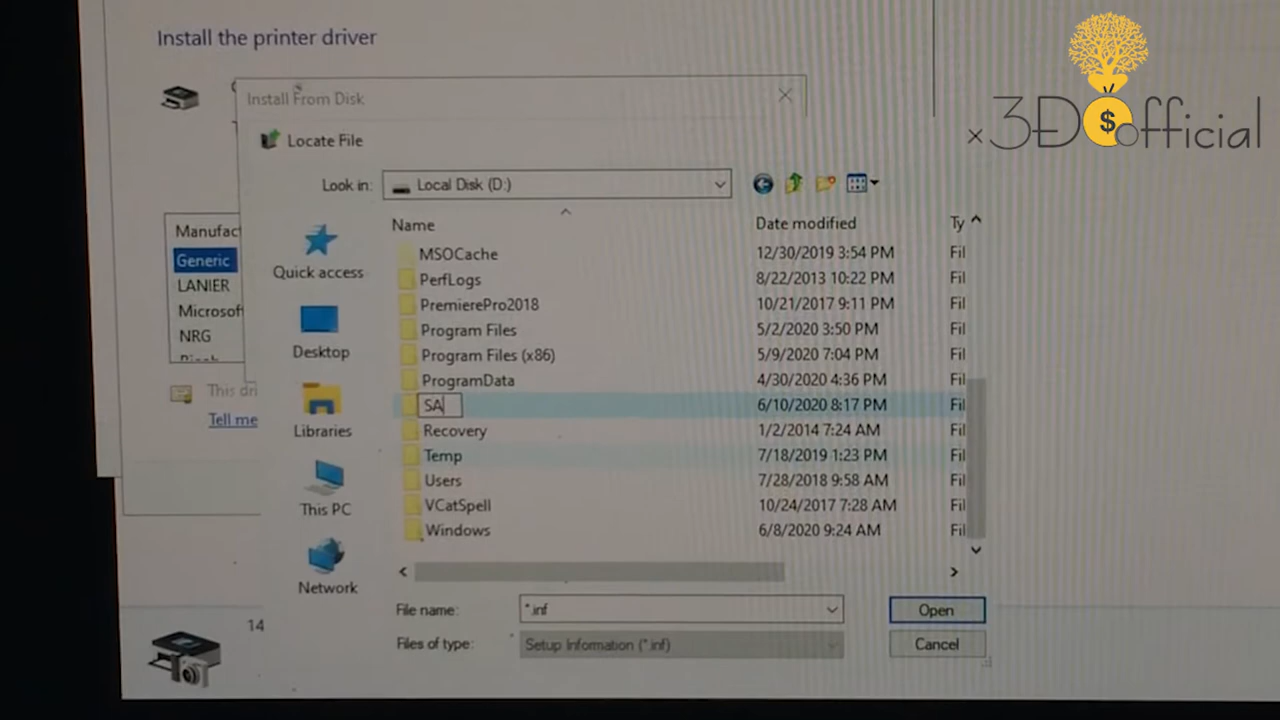 Install the printer driver
Install From Disk
Locate File
Look in:
Local Disk (D:)
Name
Date modified
Ty
MSOCache
12/30/2019 3:54 PM
Fil
PerfLogs
8/22/2013 10:22 PM
Fil
PremierePro2018
10/21/2017 9:11 PM
Fil
Program Files
5/2/2020 3:50 PM
Fil
Program Files (x86)
5/9/2020 7:04 PM
Fil
ProgramData
4/30/2020 4:36 PM
Fil
SA
6/10/2020 8:17 PM
Fil
Recovery
1/2/2014 7:24 AM
Fil
Temp
7/18/2019 1:23 PM
Fil
Users
7/28/2018 9:58 AM
Fil
VCatSpell
10/24/2017 7:28 AM
Fil
Windows
6/8/2020 9:24 AM
Fil
Quick access
Desktop
Libraries
This PC
Network
Manufact
Generic
LANIER
Microsoft
NRG
This dri
Tell me
File name:
*.inf
Open
Files of type:
Setup Information (*.inf)
Cancel
14
x3D$official